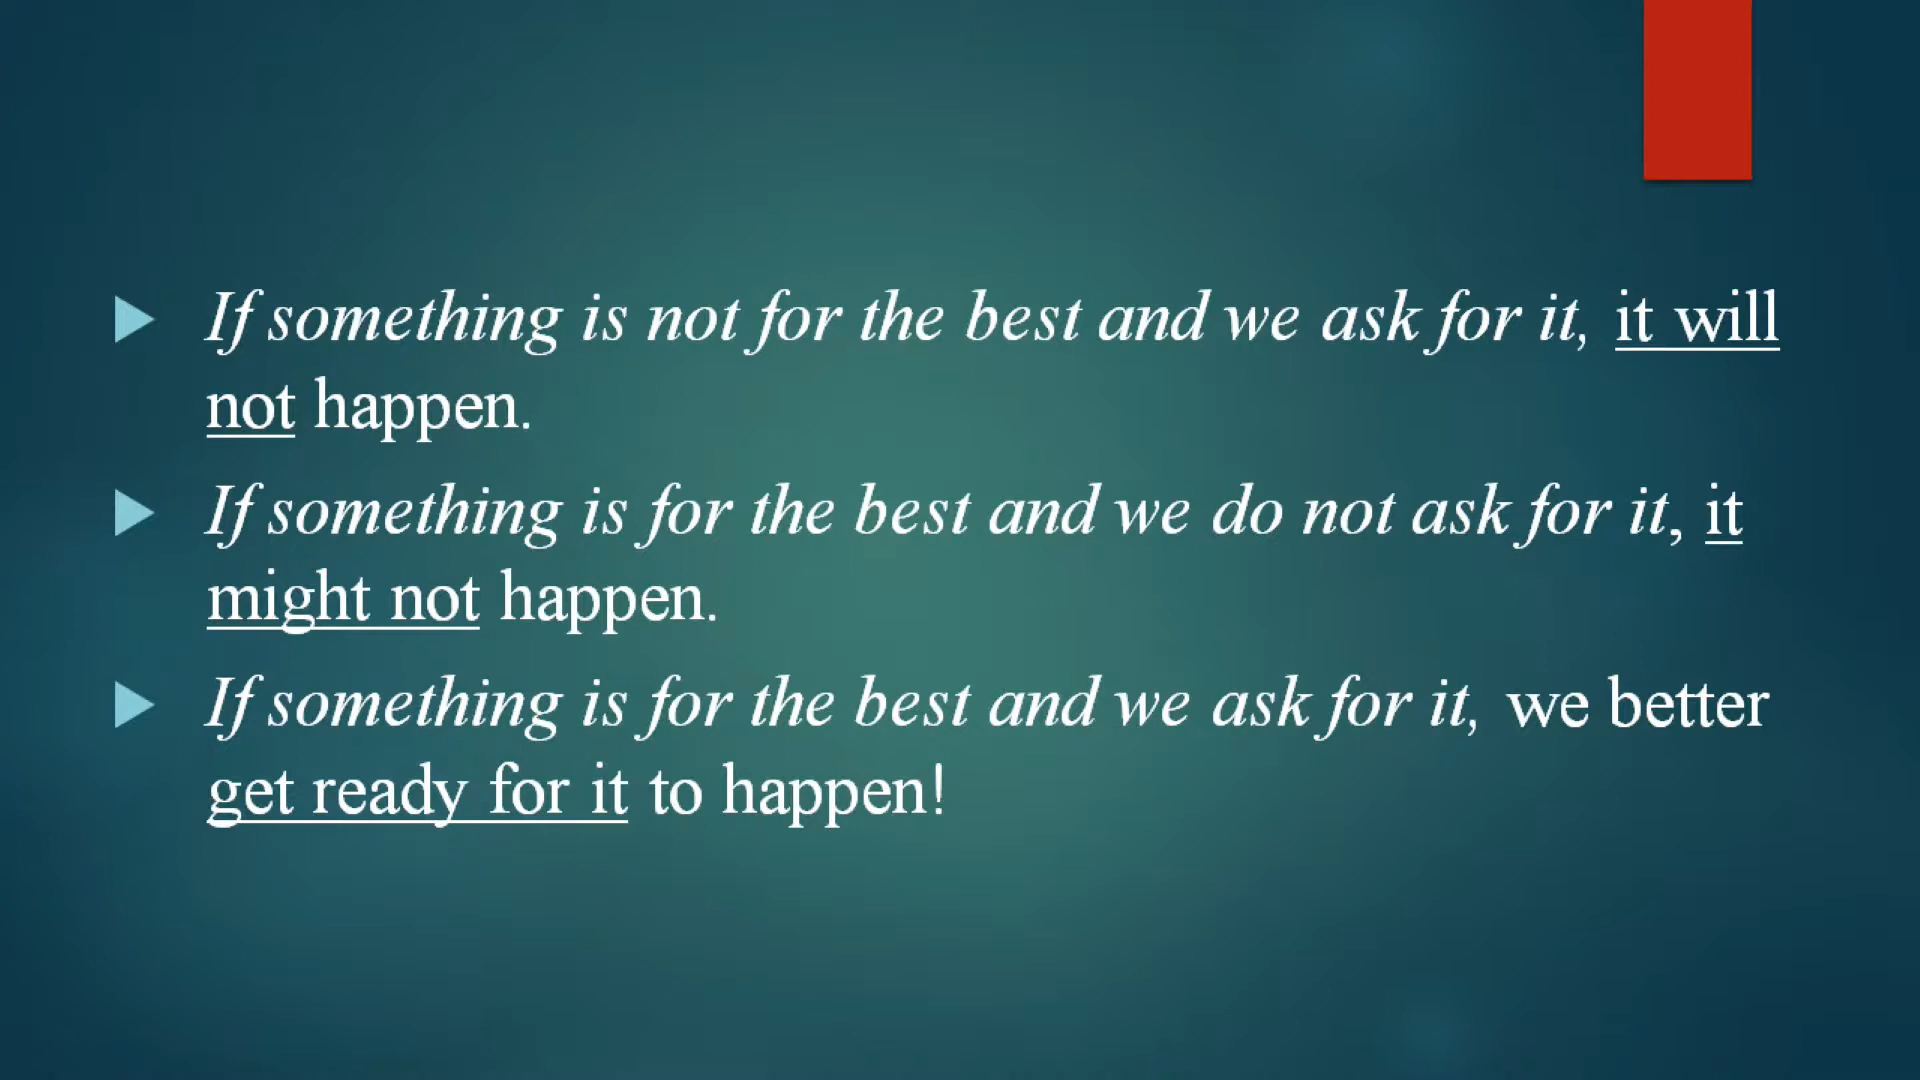 If something is not for the best and we ask for it, it will
not happen.
If something is for the best and we do not ask for it, it
might not happen.
If something is for the best and we ask for it, we better
get ready for it to happen!